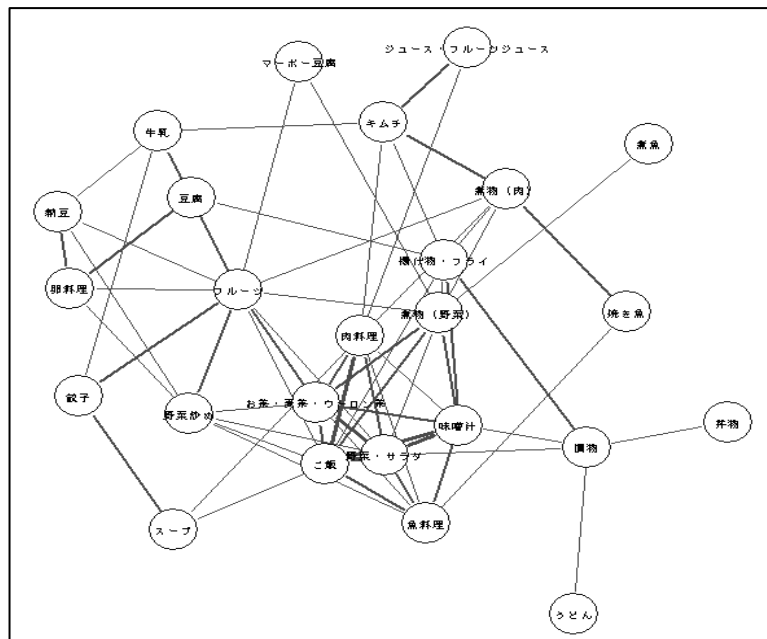 ジュース・フルーツジュース
マーボー豆腐
キムチ
牛乳
煮魚
煮物（肉）
豆腐
納豆
揚げ物・フライ
卵料理
フルーツ
煮物（野菜）
焼き魚
肉料理
餃子
お茶・麦茶・ウーロン茶
野菜炒め
味噌汁
丼物
漬物
野菜・サラダ
ご飯
魚料理
スープ
うどん